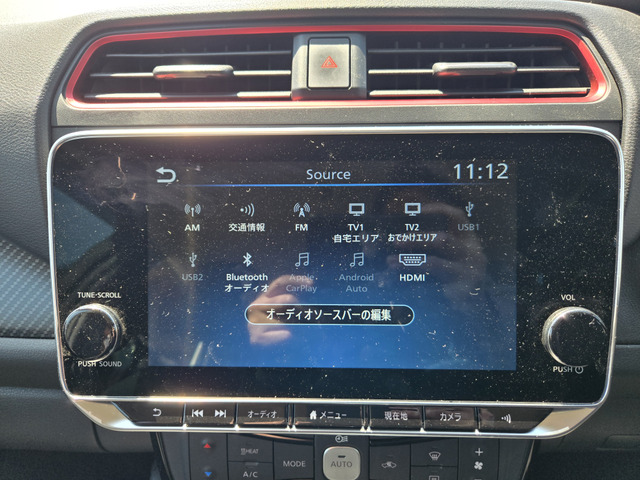 Source 11:12
AM 交通情報 FM TV1 自宅エリア TV2 おでかけエリア USB1
USB2 Bluetooth オーディオ Apple CarPlay Android Auto HDMI
オーディオソースバーの編集
TUNE·SCROLL
PUSH SOUND
VOL
PUSH
オーディオ メニュー 現在地 カメラ
HEAT
A/C
MODE
AUTO
+
−